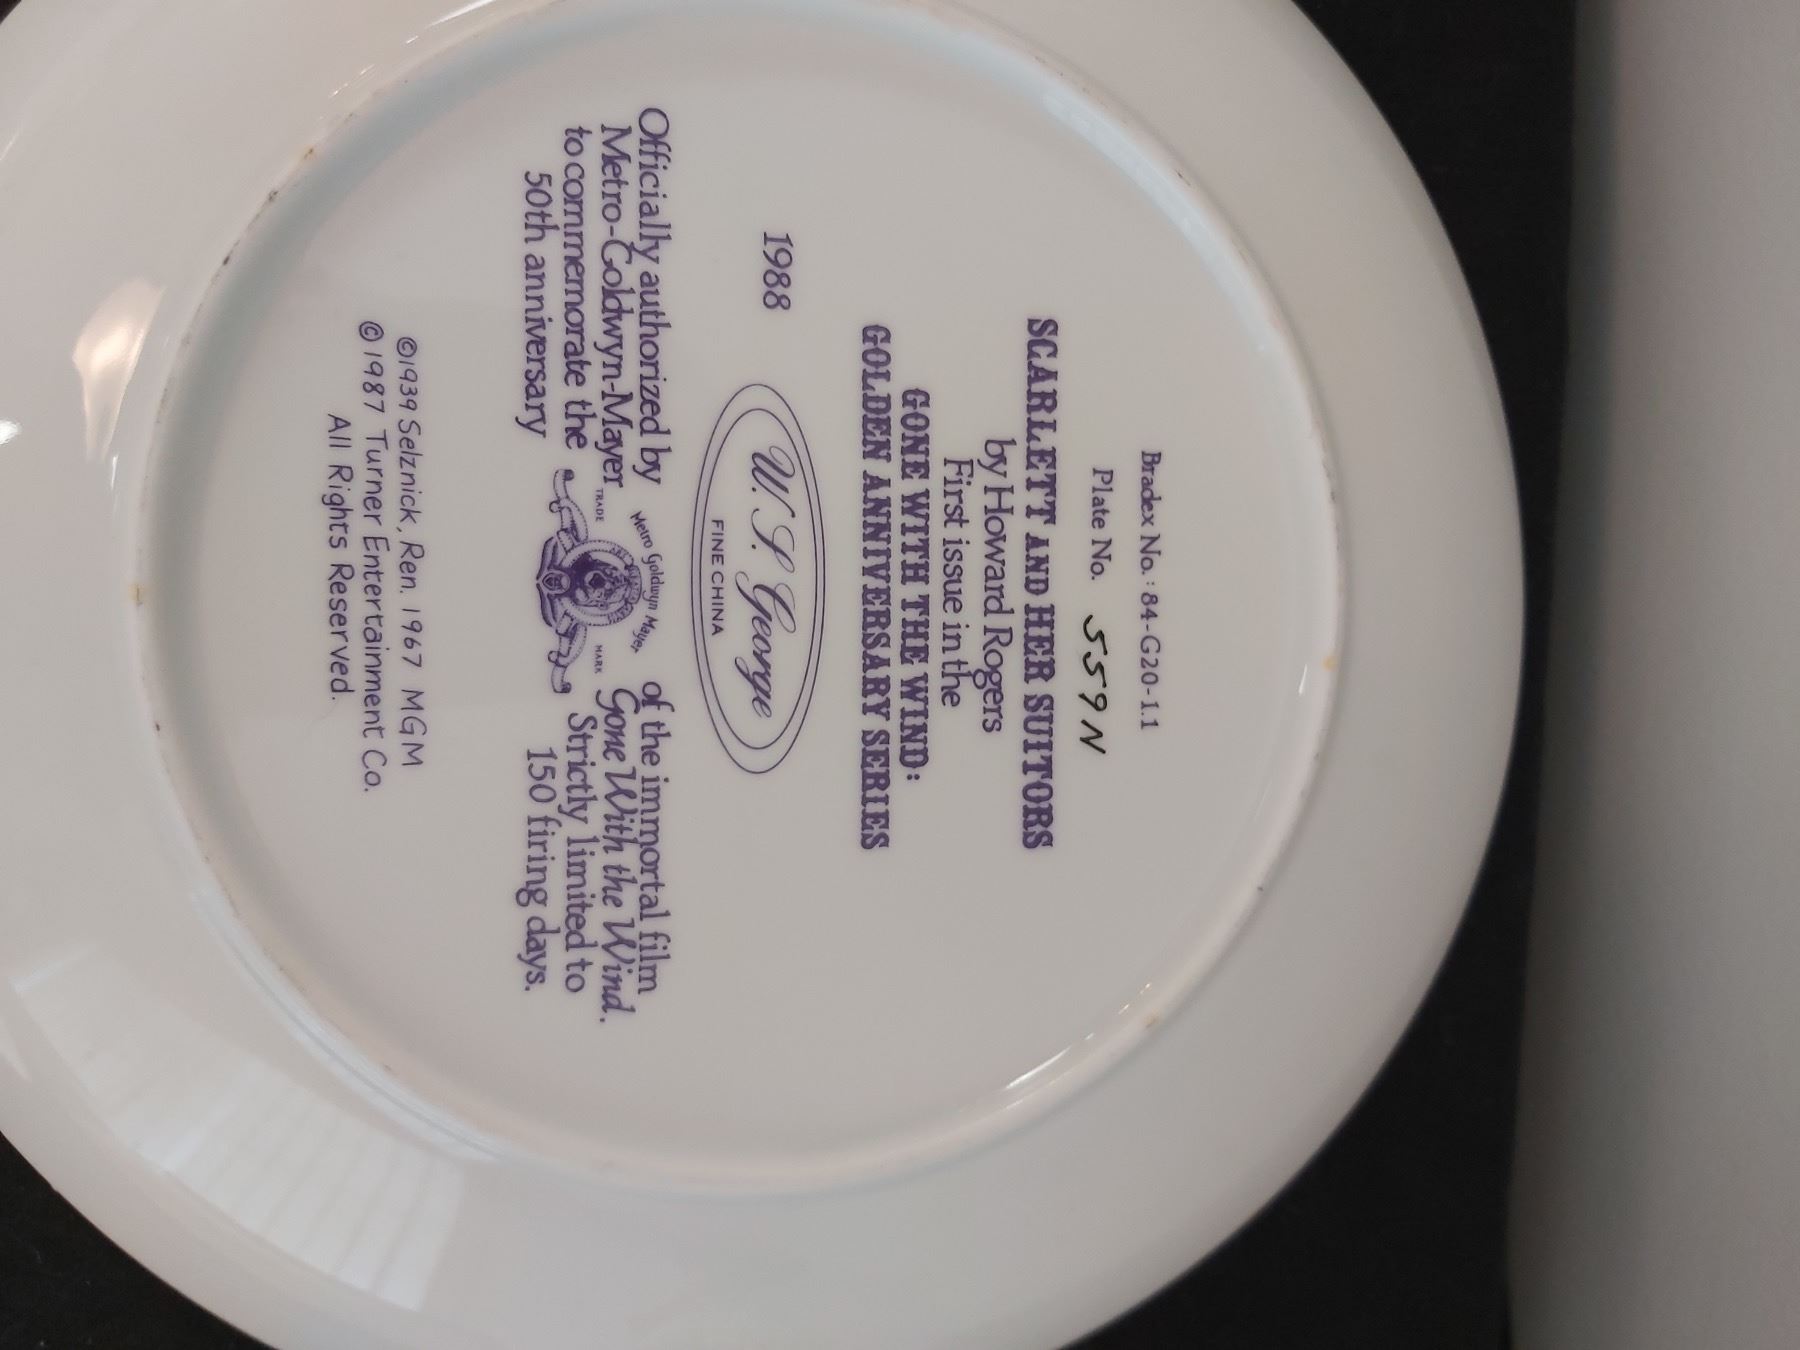 Bradex No.: 84-G20-1.1
Plate No. 559N
SCARLETT AND HER SUITORS
by Howard Rogers
First issue in the
GONE WITH THE WIND:
GOLDEN ANNIVERSARY SERIES
1988
W. S. George
FINE CHINA
Officially authorized by
Metro-Goldwyn-Mayer
to commemorate the
50th anniversary
Metro Goldwyn Mayer
TRADE MARK
of the immortal film
Gone With the Wind.
Strictly limited to
150 firing days.
©1939 Selznick, Ren. 1967 MGM
©1987 Turner Entertainment Co.
All Rights Reserved.